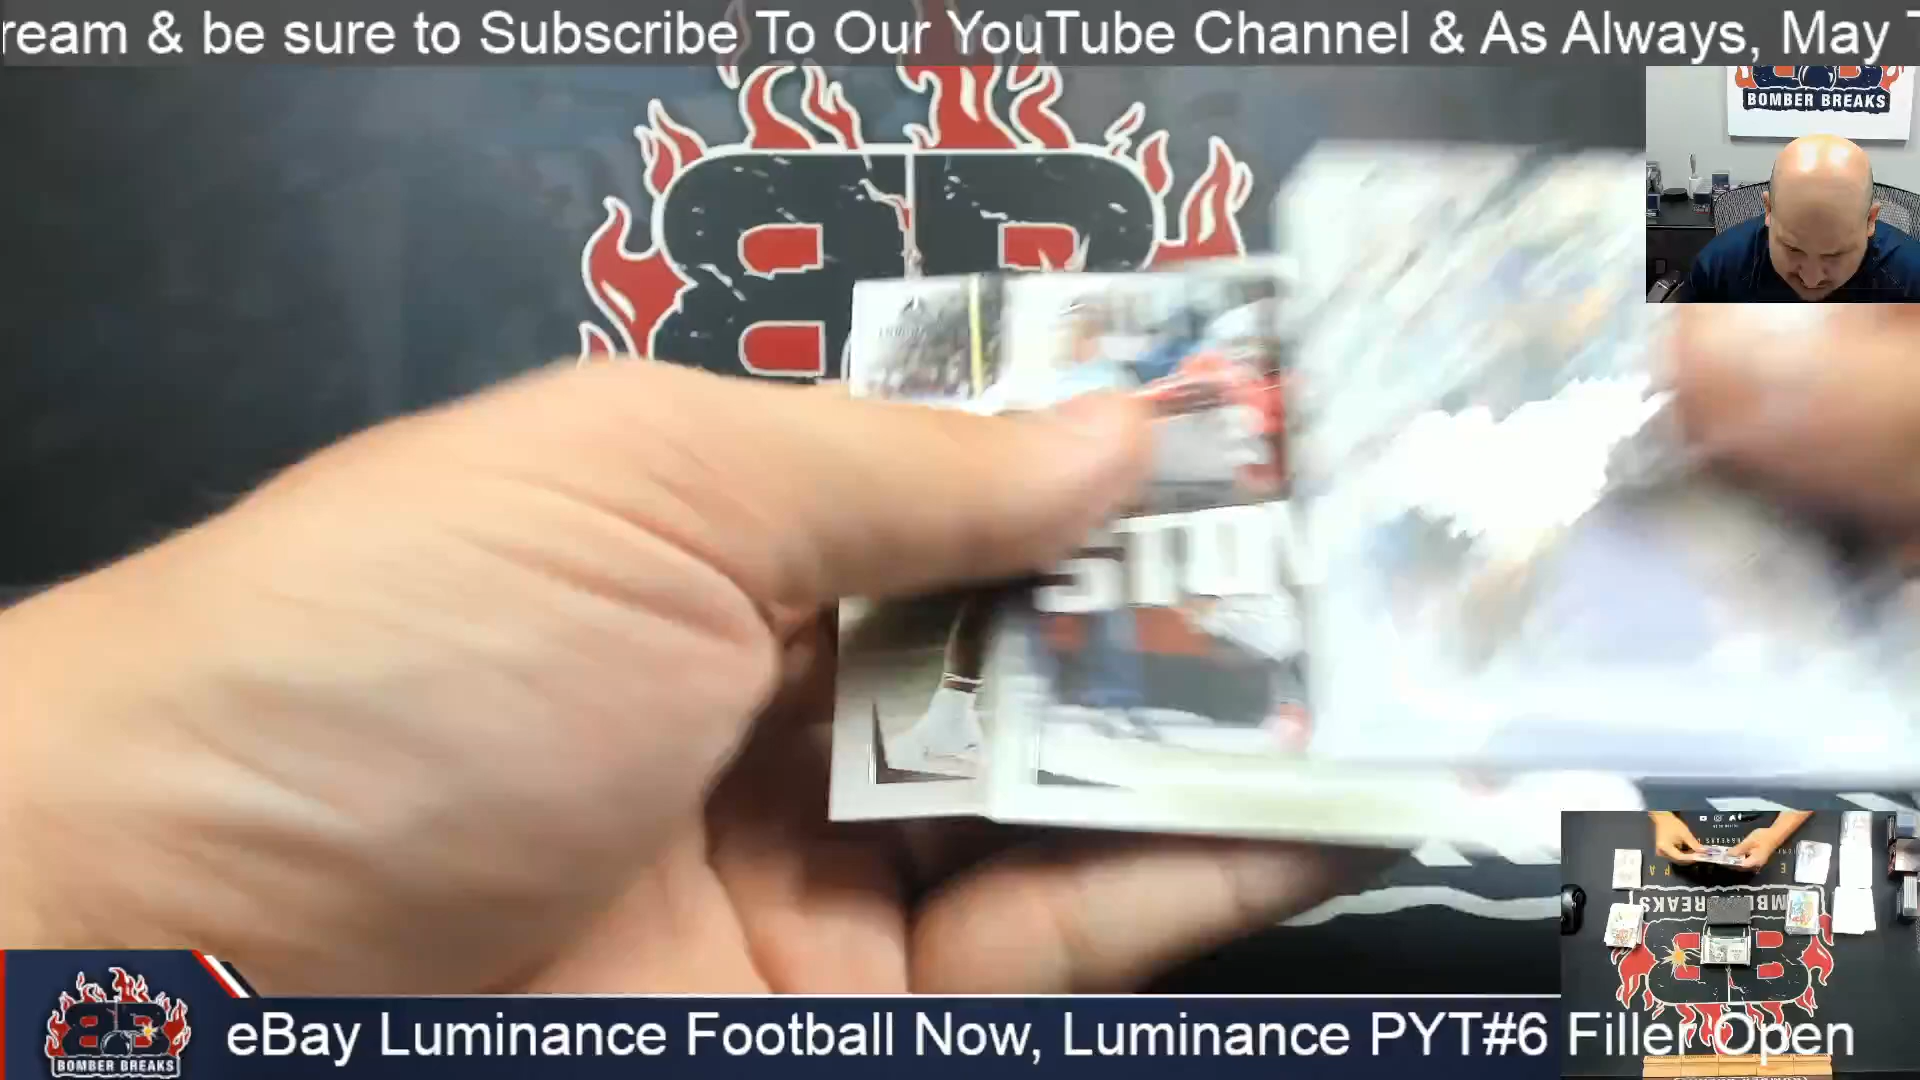 ream & be sure to Subscribe To Our YouTube Channel & As Always, May T
BOMBER BREAKS
eBay Luminance Football Now, Luminance PYT#6 Filler Open
BOMBER BREAKS